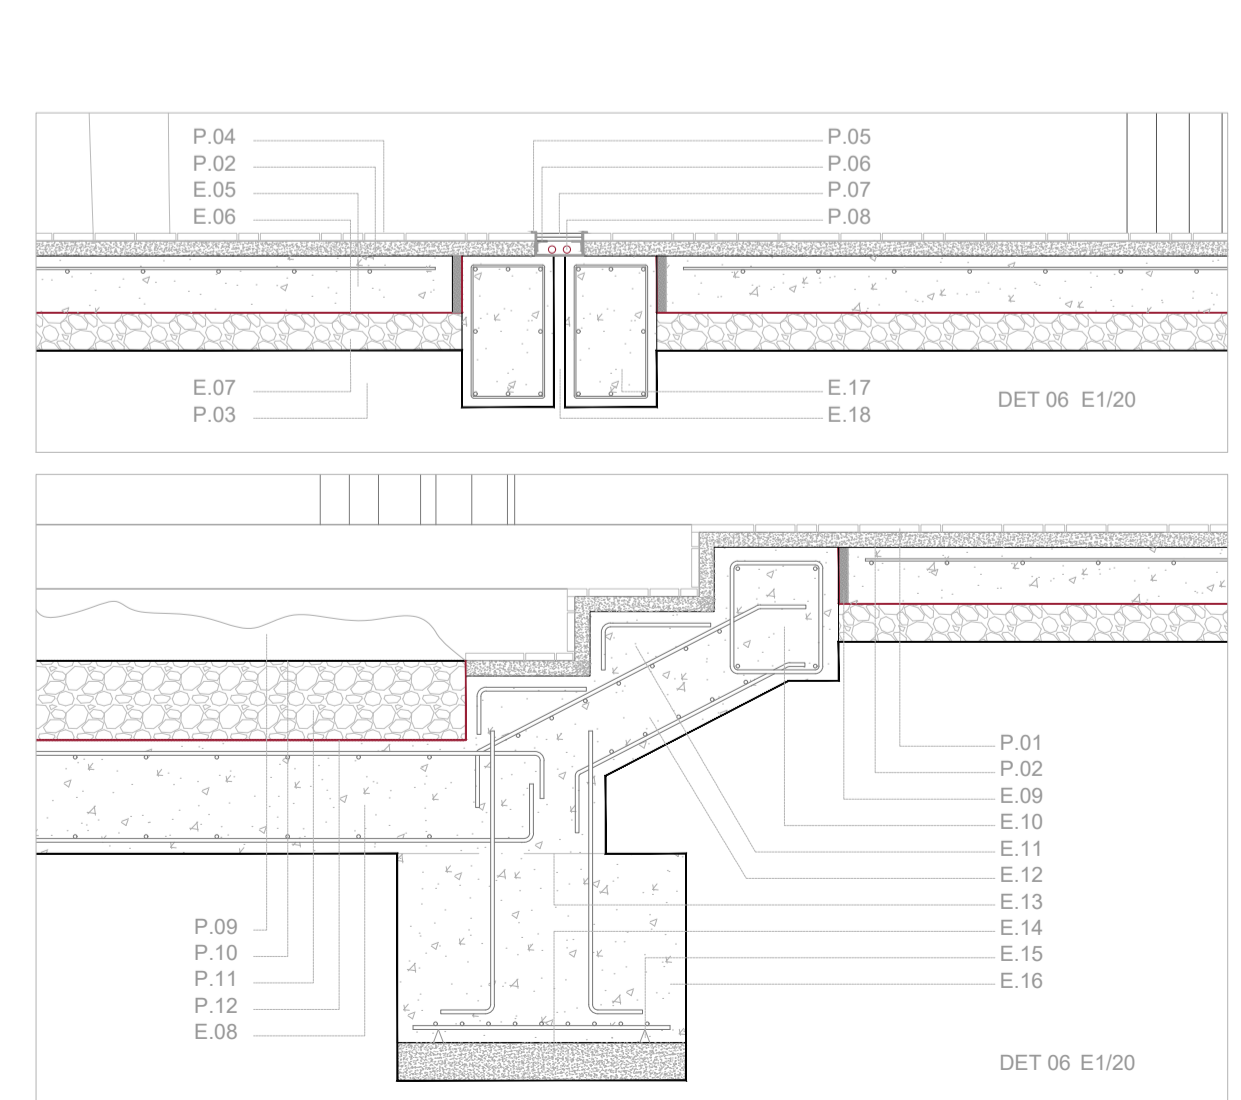 P.04
P.02
E.05
E.06
P.05
P.06
P.07
P.08
E.07
P.03
E.17
E.18
DET 06 E1/20
P.01
P.02
E.09
E.10
E.11
E.12
E.13
E.14
E.15
E.16
P.09
P.10
P.11
P.12
E.08
DET 06 E1/20